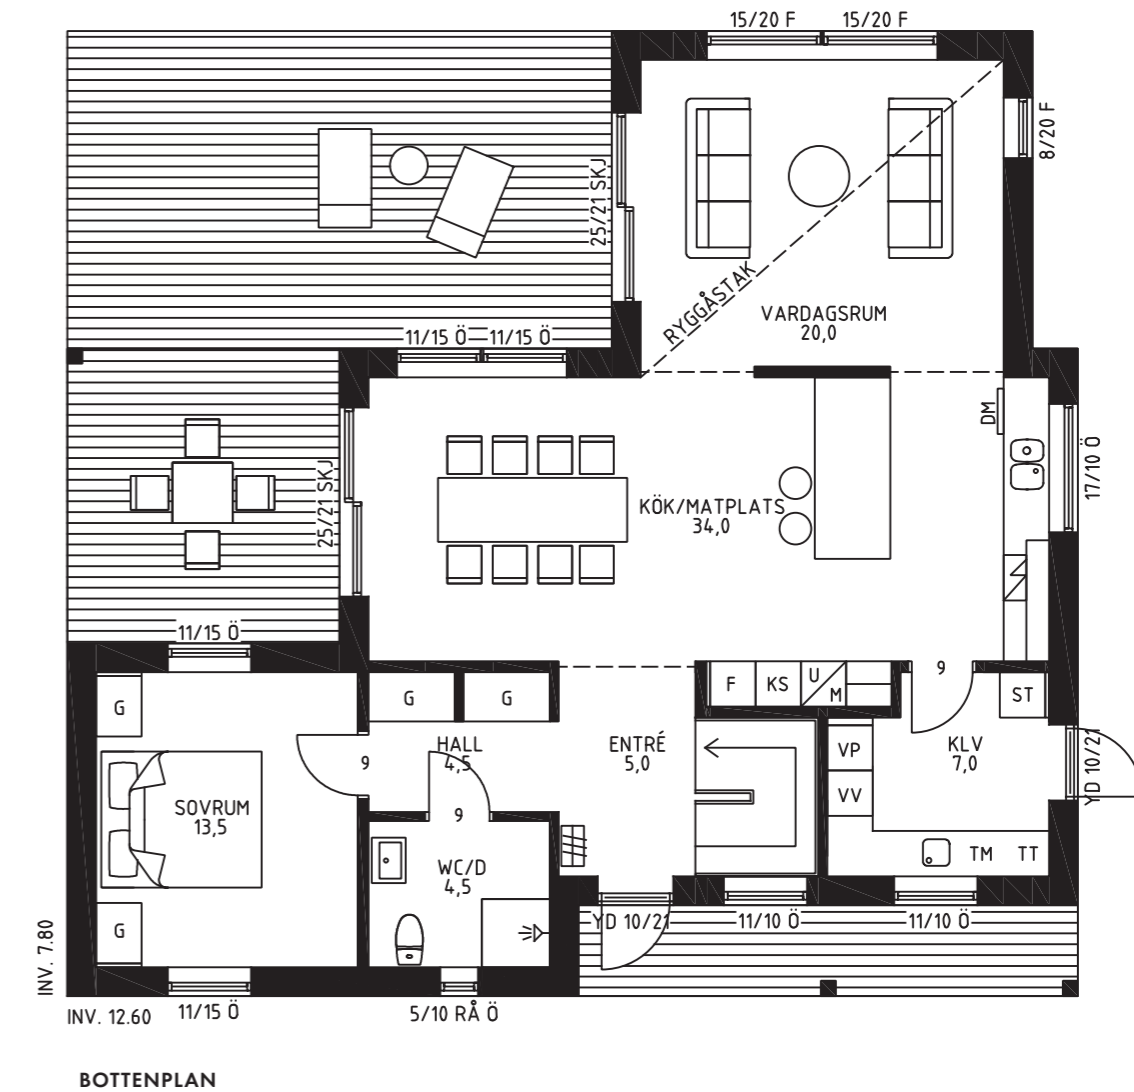 15/20 F
15/20 F
8/20 F
25/21 SKJ
RYGGÅSTAK
VARDAGSRUM
20,0
11/15 Ö
11/15 Ö
DM
17/10 Ö
25/21 SKJ
KÖK/MATPLATS
34,0
11/15 Ö
G
G
G
F
KS
U
M
9
ST
HALL
4,5
ENTRÉ
5,0
VP
KLV
7,0
YD 10/21
9
VV
SOVRUM
13,5
9
WC/D
4,5
TM
TT
G
YD 10/21
11/10 Ö
11/10 Ö
INV. 7.80
INV. 12.60
11/15 Ö
5/10 RÅ Ö
BOTTENPLAN